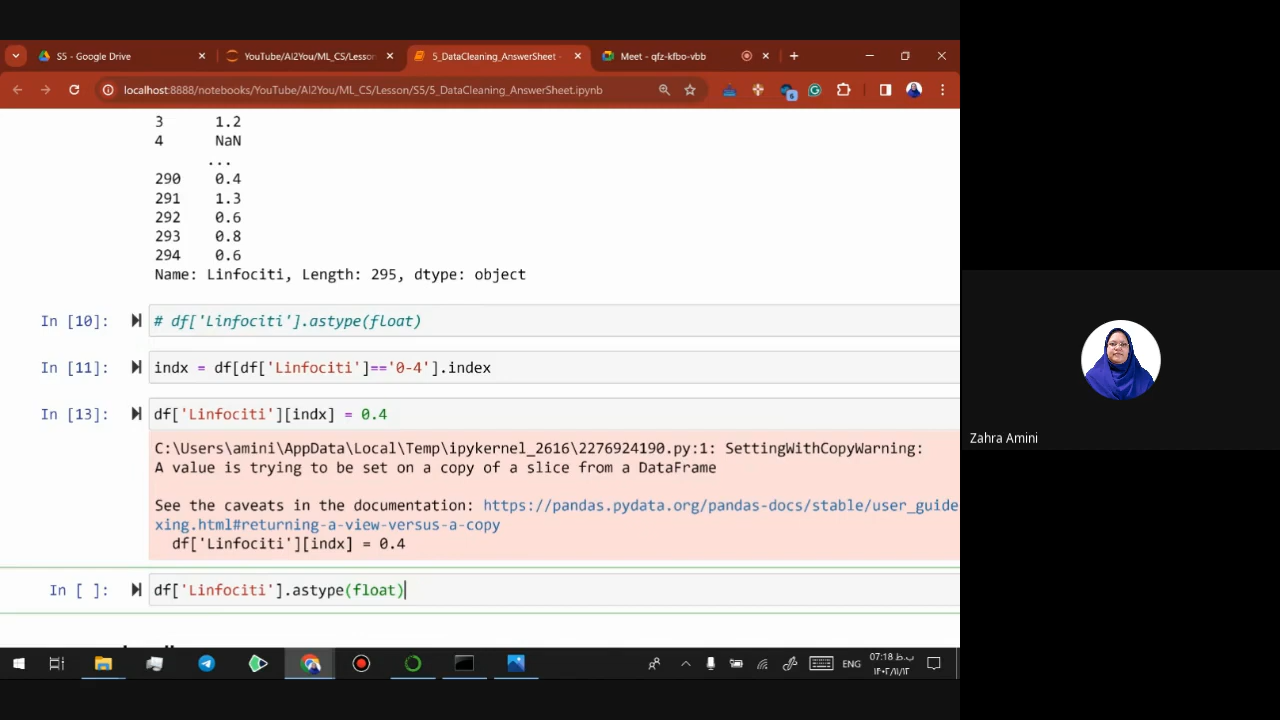 S5 - Google Drive
YouTube/AI2You/ML_CS/Lesson
5_DataCleaning_AnswerSheet -
Meet - qfz-kfbo-vbb
localhost:8888/notebooks/YouTube/AI2You/ML_CS/Lesson/S5/5_DataCleaning_AnswerSheet.ipynb
6
3 1.2
4 NaN
...
290 0.4
291 1.3
292 0.6
293 0.8
294 0.6
Name: Linfociti, Length: 295, dtype: object
In [10]: # df['Linfociti'].astype(float)
In [11]: indx = df[df['Linfociti']=='0-4'].index
In [13]: df['Linfociti'][indx] = 0.4
C:\Users\amini\AppData\Local\Temp\ipykernel_2616\2276924190.py:1: SettingWithCopyWarning:
A value is trying to be set on a copy of a slice from a DataFrame
See the caveats in the documentation: https://pandas.pydata.org/pandas-docs/stable/user_guide
xing.html#returning-a-view-versus-a-copy
df['Linfociti'][indx] = 0.4
In [ ]: df['Linfociti'].astype(float)
Zahra Amini
ENG
07:18 ب.ظ
۱۴۰۲/۱۱/۱۲